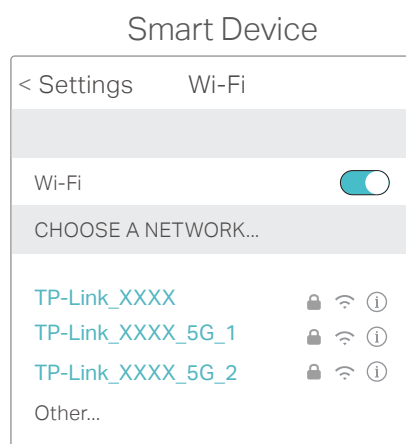 Smart Device
< Settings Wi-Fi
Wi-Fi
CHOOSE A NETWORK...
TP-Link_XXXX
TP-Link_XXXX_5G_1
TP-Link_XXXX_5G_2
Other...